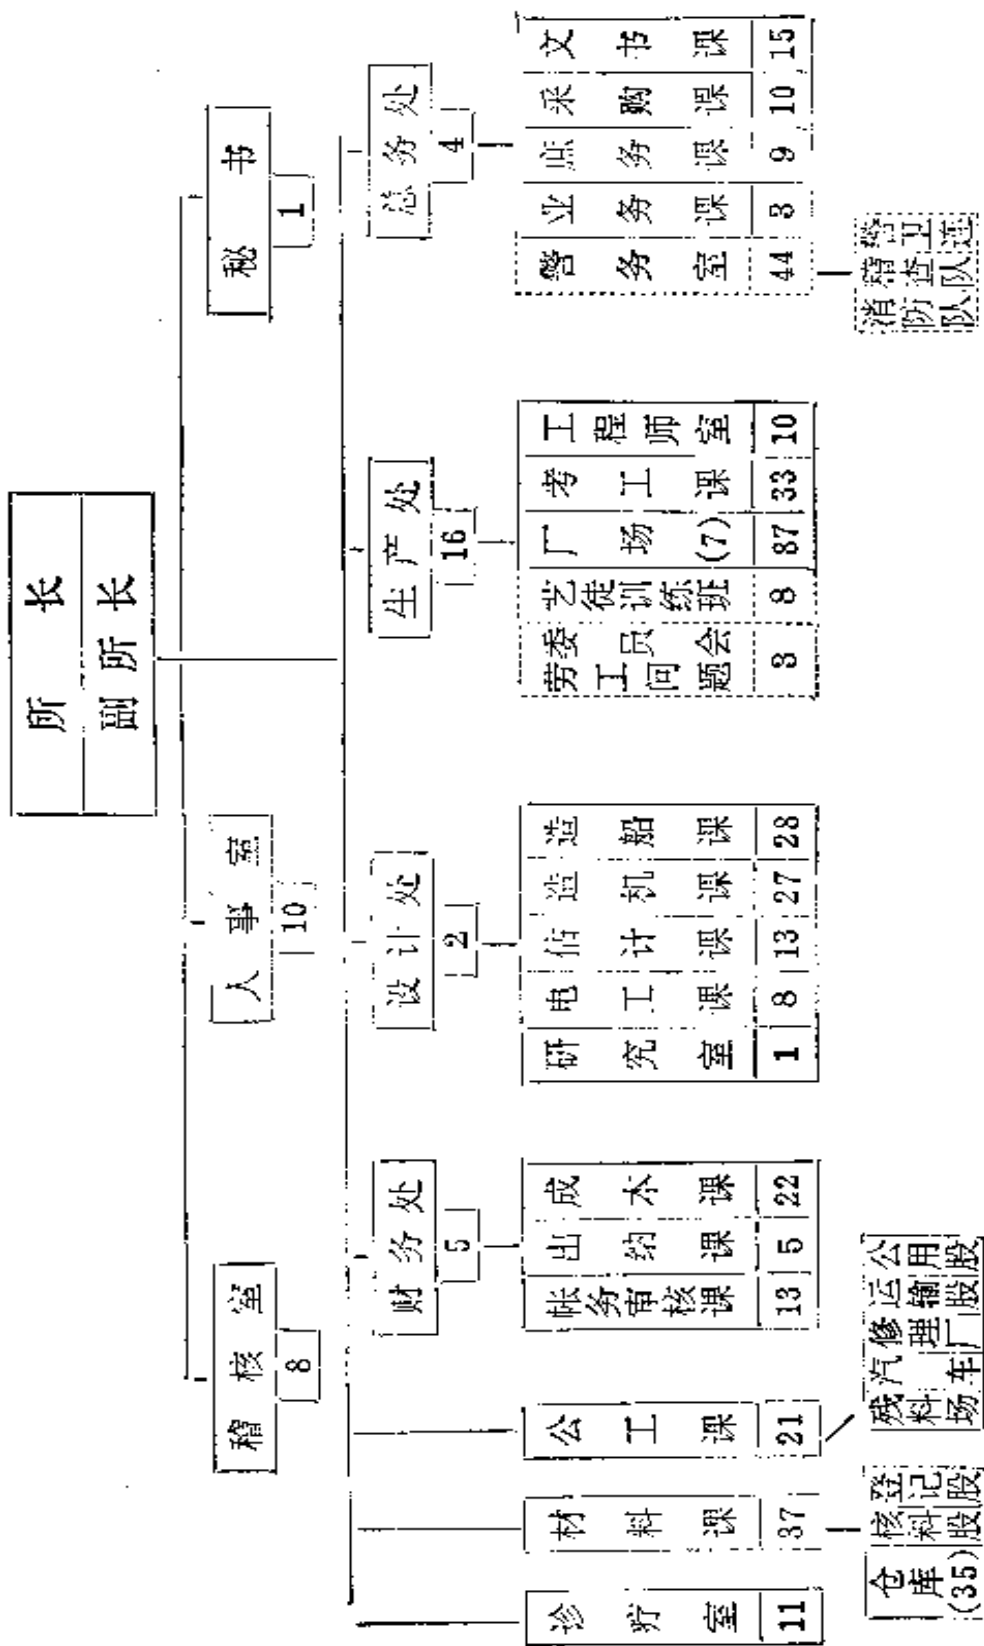 所长
副所长
秘书
1
人事室
10
稽核室
8
总务处
4
生产处
16
设计处
2
财务处
5
文书课
15
采购课
10
庶务课
9
业务课
3
警务室
44
警卫连
稽查队
消防队
工程师室
10
考工课
33
厂场(7)
87
艺徒训练班
8
劳工问题
委员会
3
造船课
28
造机课
27
估计课
13
电工课
8
研究室
1
成本课
22
出纳课
5
帐务审核课
13
公工课
21
公用股
运输股
汽车修理厂
残料场
材料课
37
登记股
核料股
仓库
(35)
诊疗室
11